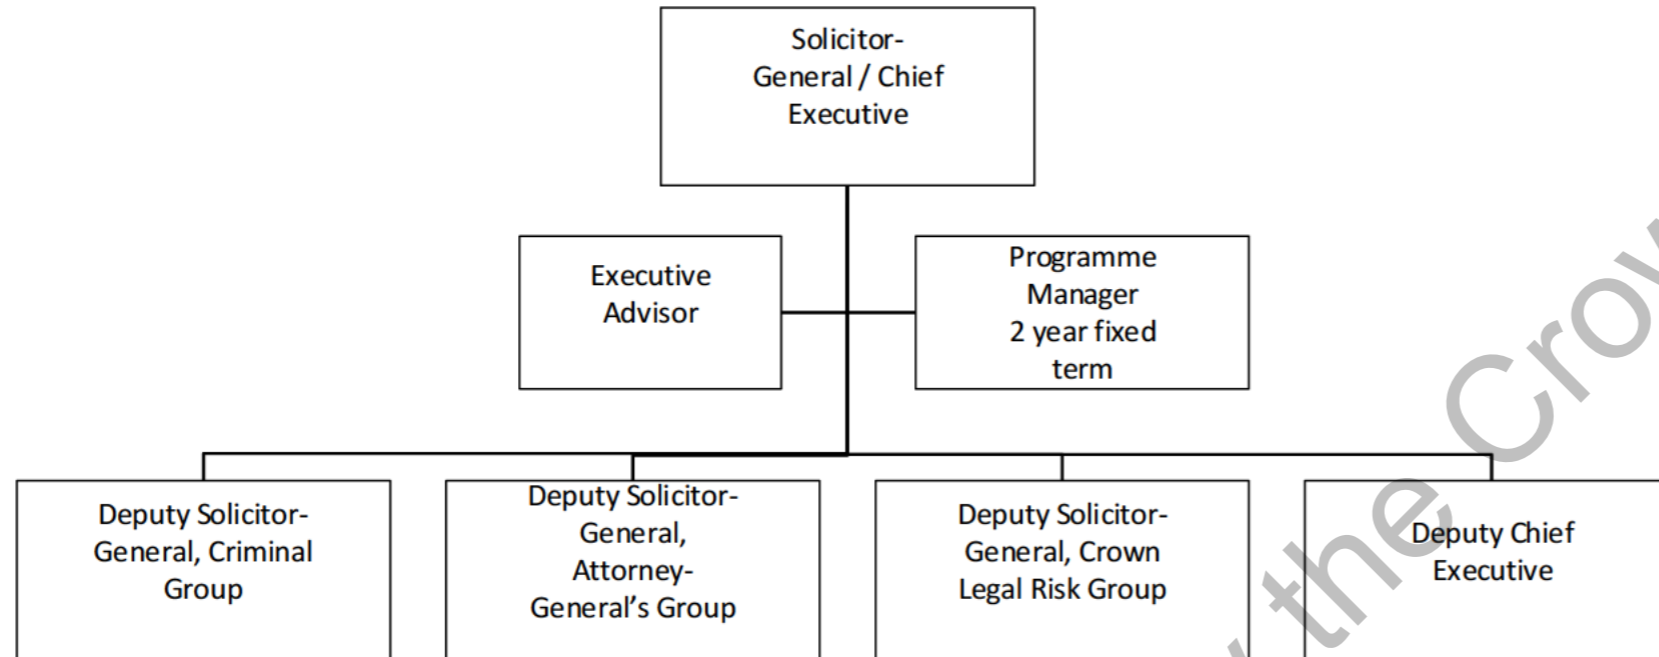 Solicitor-
General / Chief
Executive
Executive
Advisor
Programme
Manager
2 year fixed
term
Deputy Solicitor-
General, Criminal
Group
Deputy Solicitor-
General,
Attorney-
General’s Group
Deputy Solicitor-
General, Crown
Legal Risk Group
Deputy Chief
Executive
the